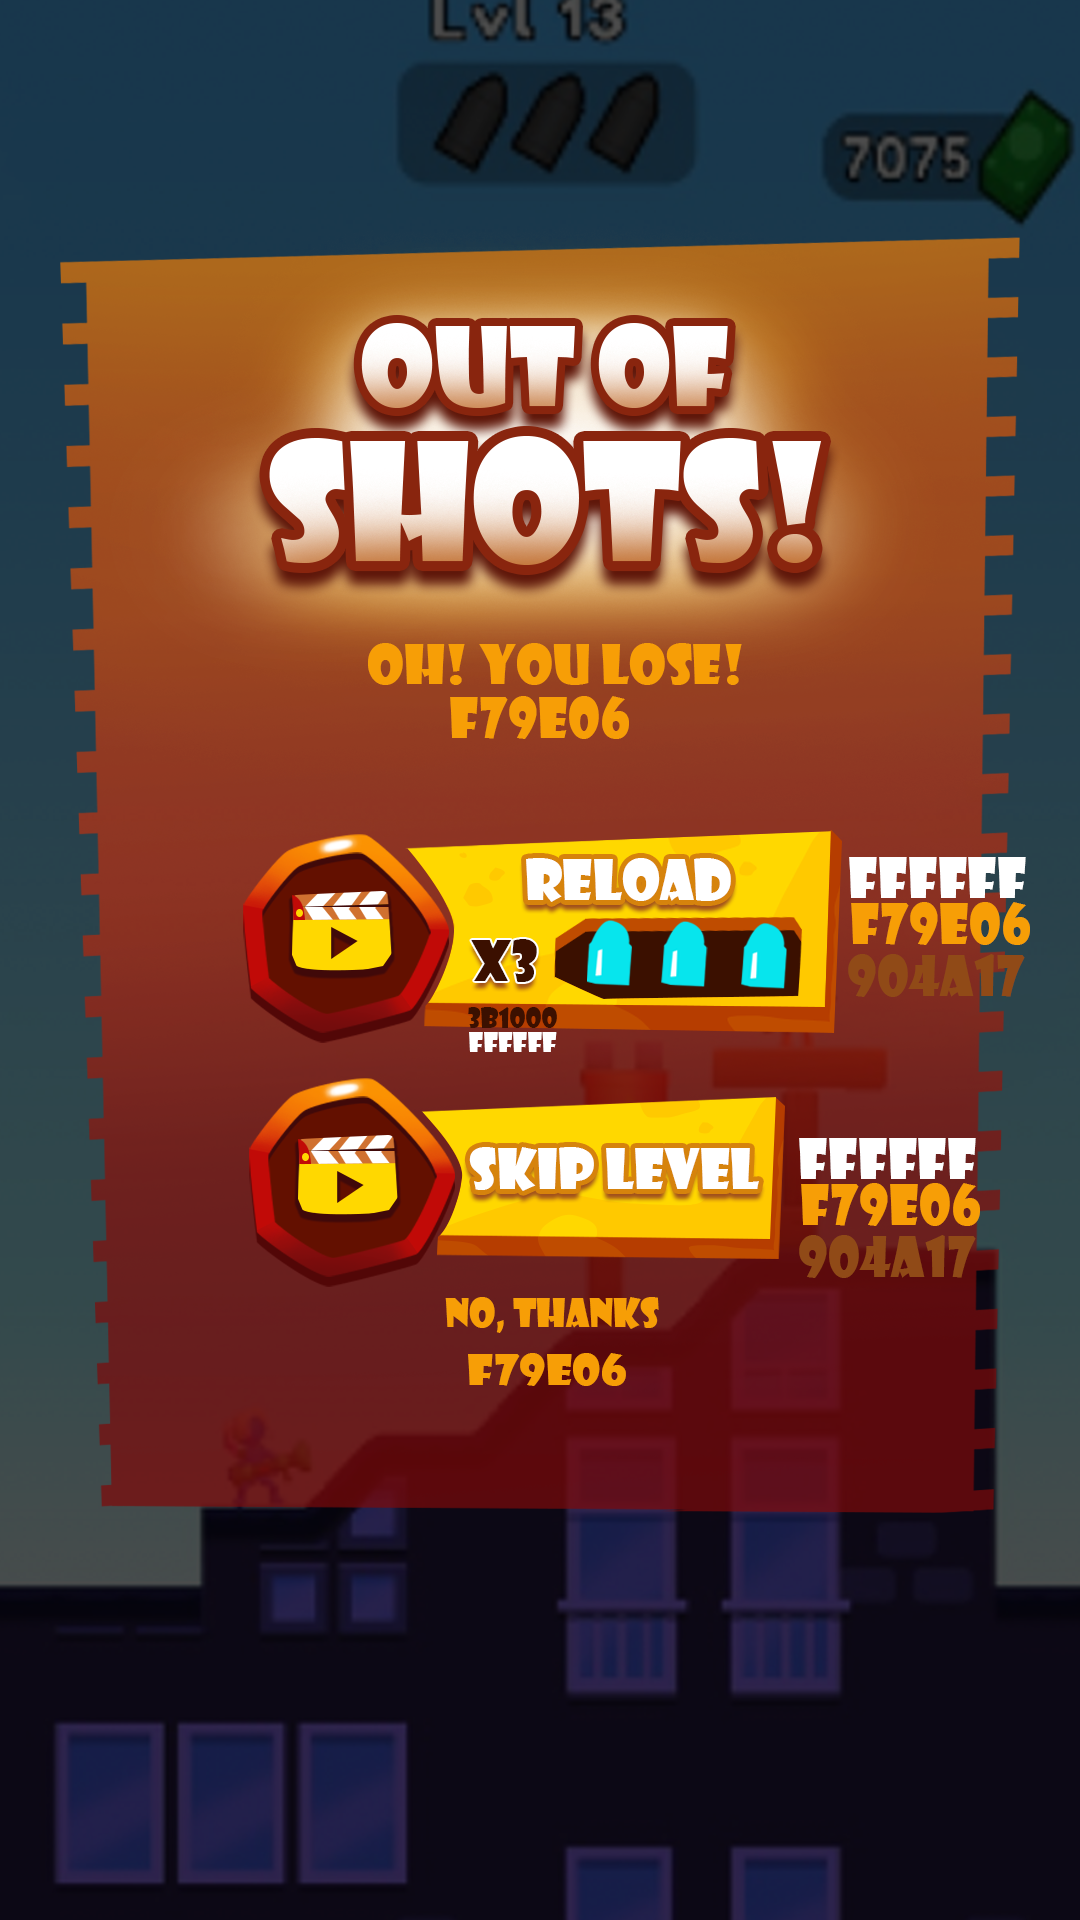 Lvl 13
7075
OUT OF
SHOTS!
OH! YOU LOSE!
F79E06
RELOAD
X3
3B1000
FFFFFF
FFFFFF
F79E06
904A17
SKIP LEVEL
FFFFFF
F79E06
904A17
NO, THANKS
F79E06